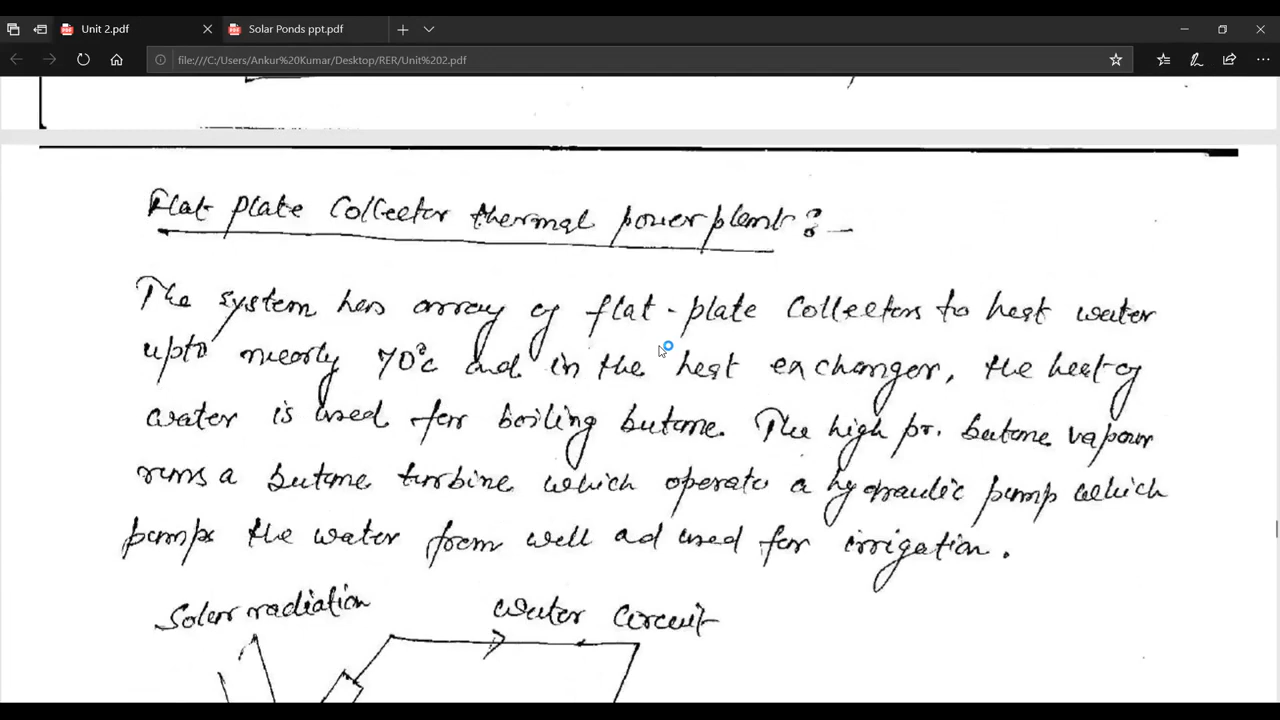 Unit 2.pdf
Solar Ponds ppt.pdf
file:///C:/Users/Ankur%20Kumar/Desktop/RER/Unit%202.pdf
Flat plate Collector thermal power plant :-
The system has array of flat-plate Collectors to heat water
upto nearly 70°c and in the heat exchanger, the heat of
water is used for boiling butane. The high pr. butane vapour
runs a butane turbine which operate a hydraulic pump which
pumps the water from well ad used for irrigation.
Solar radiation
water circuit